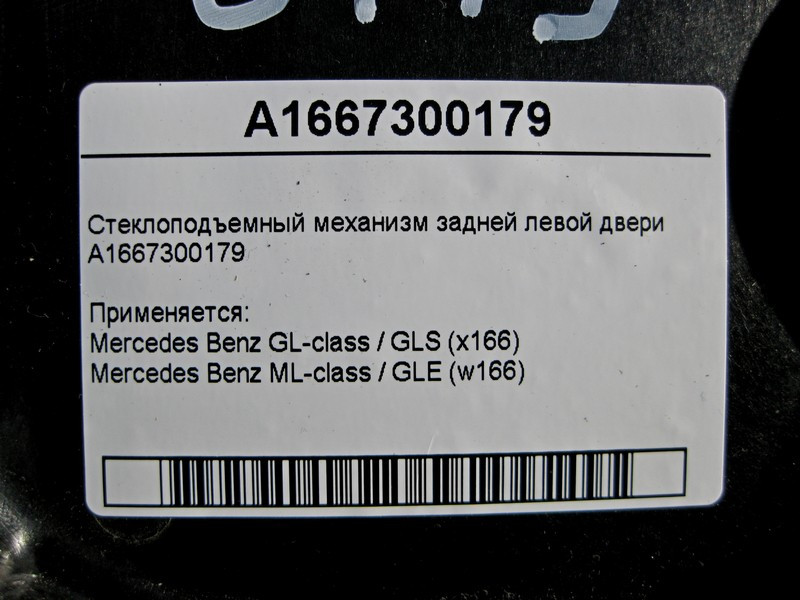 A1667300179
Стеклоподъемный механизм задней левой двери
A1667300179
Применяется:
Mercedes Benz GL-class / GLS (x166)
Mercedes Benz ML-class / GLE (w166)